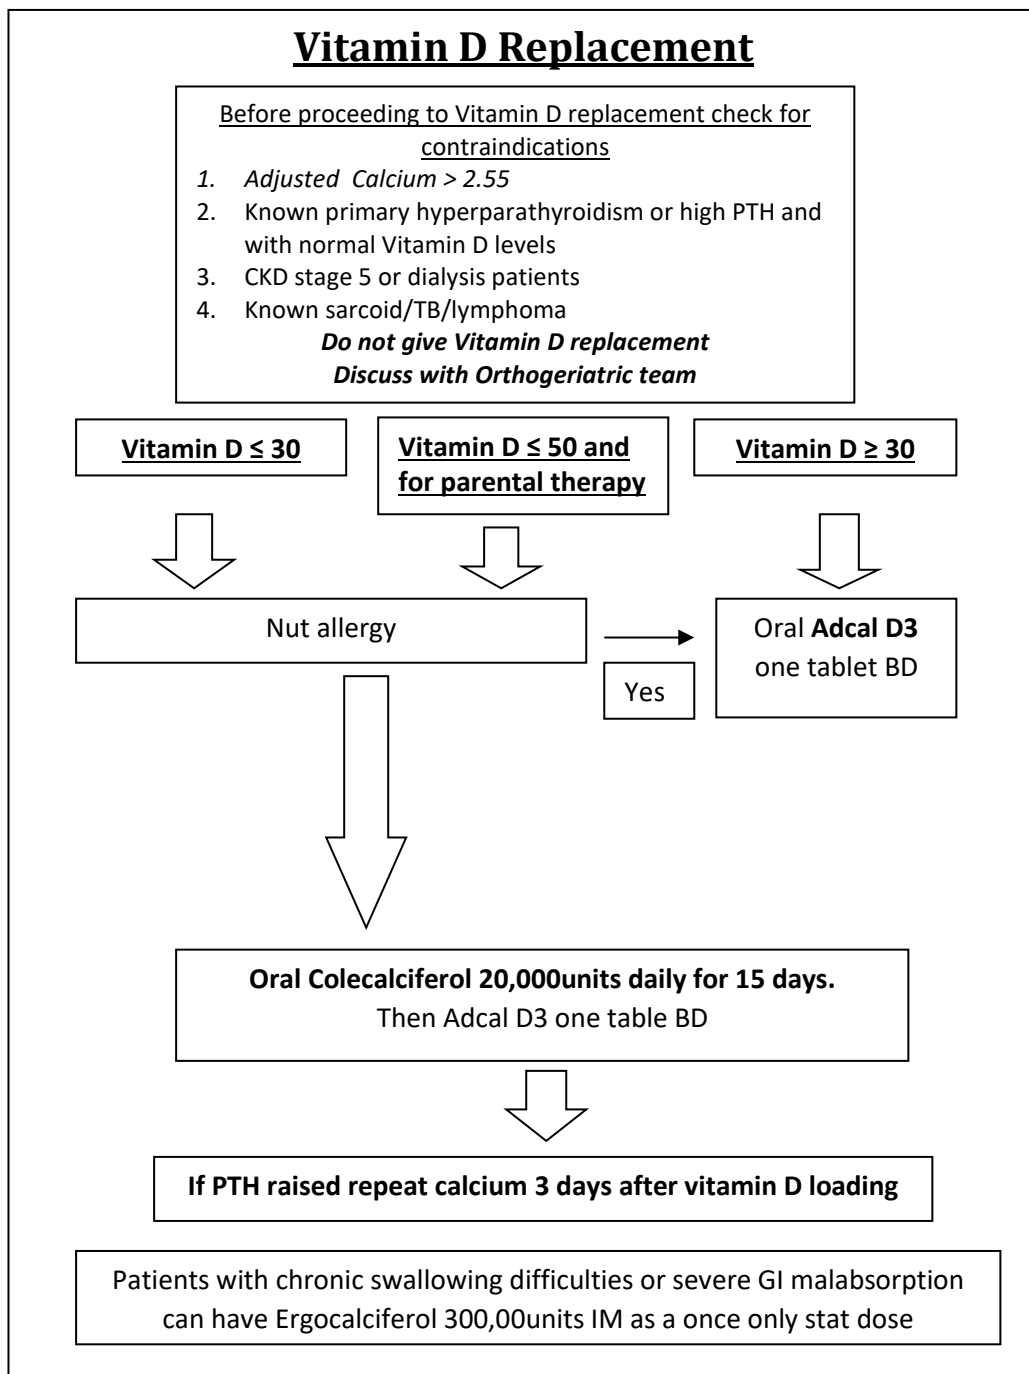 Vitamin D Replacement
Before proceeding to Vitamin D replacement check for
contraindications
1. Adjusted Calcium > 2.55
2. Known primary hyperparathyroidism or high PTH and
with normal Vitamin D levels
3. CKD stage 5 or dialysis patients
4. Known sarcoid/TB/lymphoma
Do not give Vitamin D replacement
Discuss with Orthogeriatric team
Vitamin D ≤ 30
Vitamin D ≤ 50 and
for parental therapy
Vitamin D ≥ 30
Nut allergy
Yes
Oral Adcal D3
one tablet BD
Oral Colecalciferol 20,000units daily for 15 days.
Then Adcal D3 one table BD
If PTH raised repeat calcium 3 days after vitamin D loading
Patients with chronic swallowing difficulties or severe GI malabsorption
can have Ergocalciferol 300,00units IM as a once only stat dose